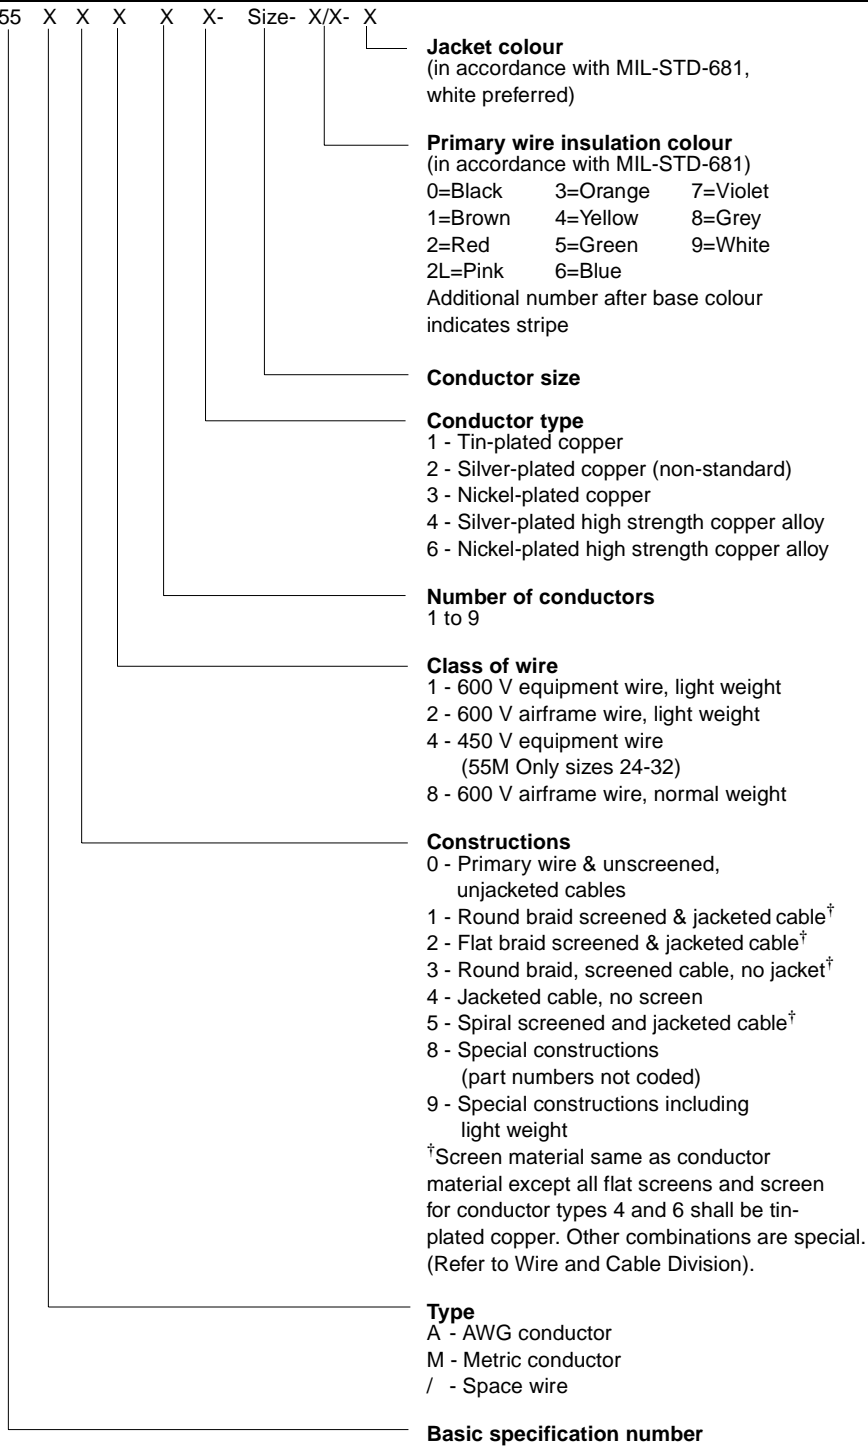 55 X X X X X- Size- X/X- X
Jacket colour
(in accordance with MIL-STD-681,
white preferred)
Primary wire insulation colour
(in accordance with MIL-STD-681)
0=Black 3=Orange 7=Violet
1=Brown 4=Yellow 8=Grey
2=Red 5=Green 9=White
2L=Pink 6=Blue
Additional number after base colour
indicates stripe
Conductor size
Conductor type
1 - Tin-plated copper
2 - Silver-plated copper (non-standard)
3 - Nickel-plated copper
4 - Silver-plated high strength copper alloy
6 - Nickel-plated high strength copper alloy
Number of conductors
1 to 9
Class of wire
1 - 600 V equipment wire, light weight
2 - 600 V airframe wire, light weight
4 - 450 V equipment wire
(55M Only sizes 24-32)
8 - 600 V airframe wire, normal weight
Constructions
0 - Primary wire & unscreened,
unjacketed cables
1 - Round braid screened & jacketed cable†
2 - Flat braid screened & jacketed cable†
3 - Round braid, screened cable, no jacket†
4 - Jacketed cable, no screen
5 - Spiral screened and jacketed cable†
8 - Special constructions
(part numbers not coded)
9 - Special constructions including
light weight
†Screen material same as conductor
material except all flat screens and screen
for conductor types 4 and 6 shall be tin-
plated copper. Other combinations are special.
(Refer to Wire and Cable Division).
Type
A - AWG conductor
M - Metric conductor
/ - Space wire
Basic specification number